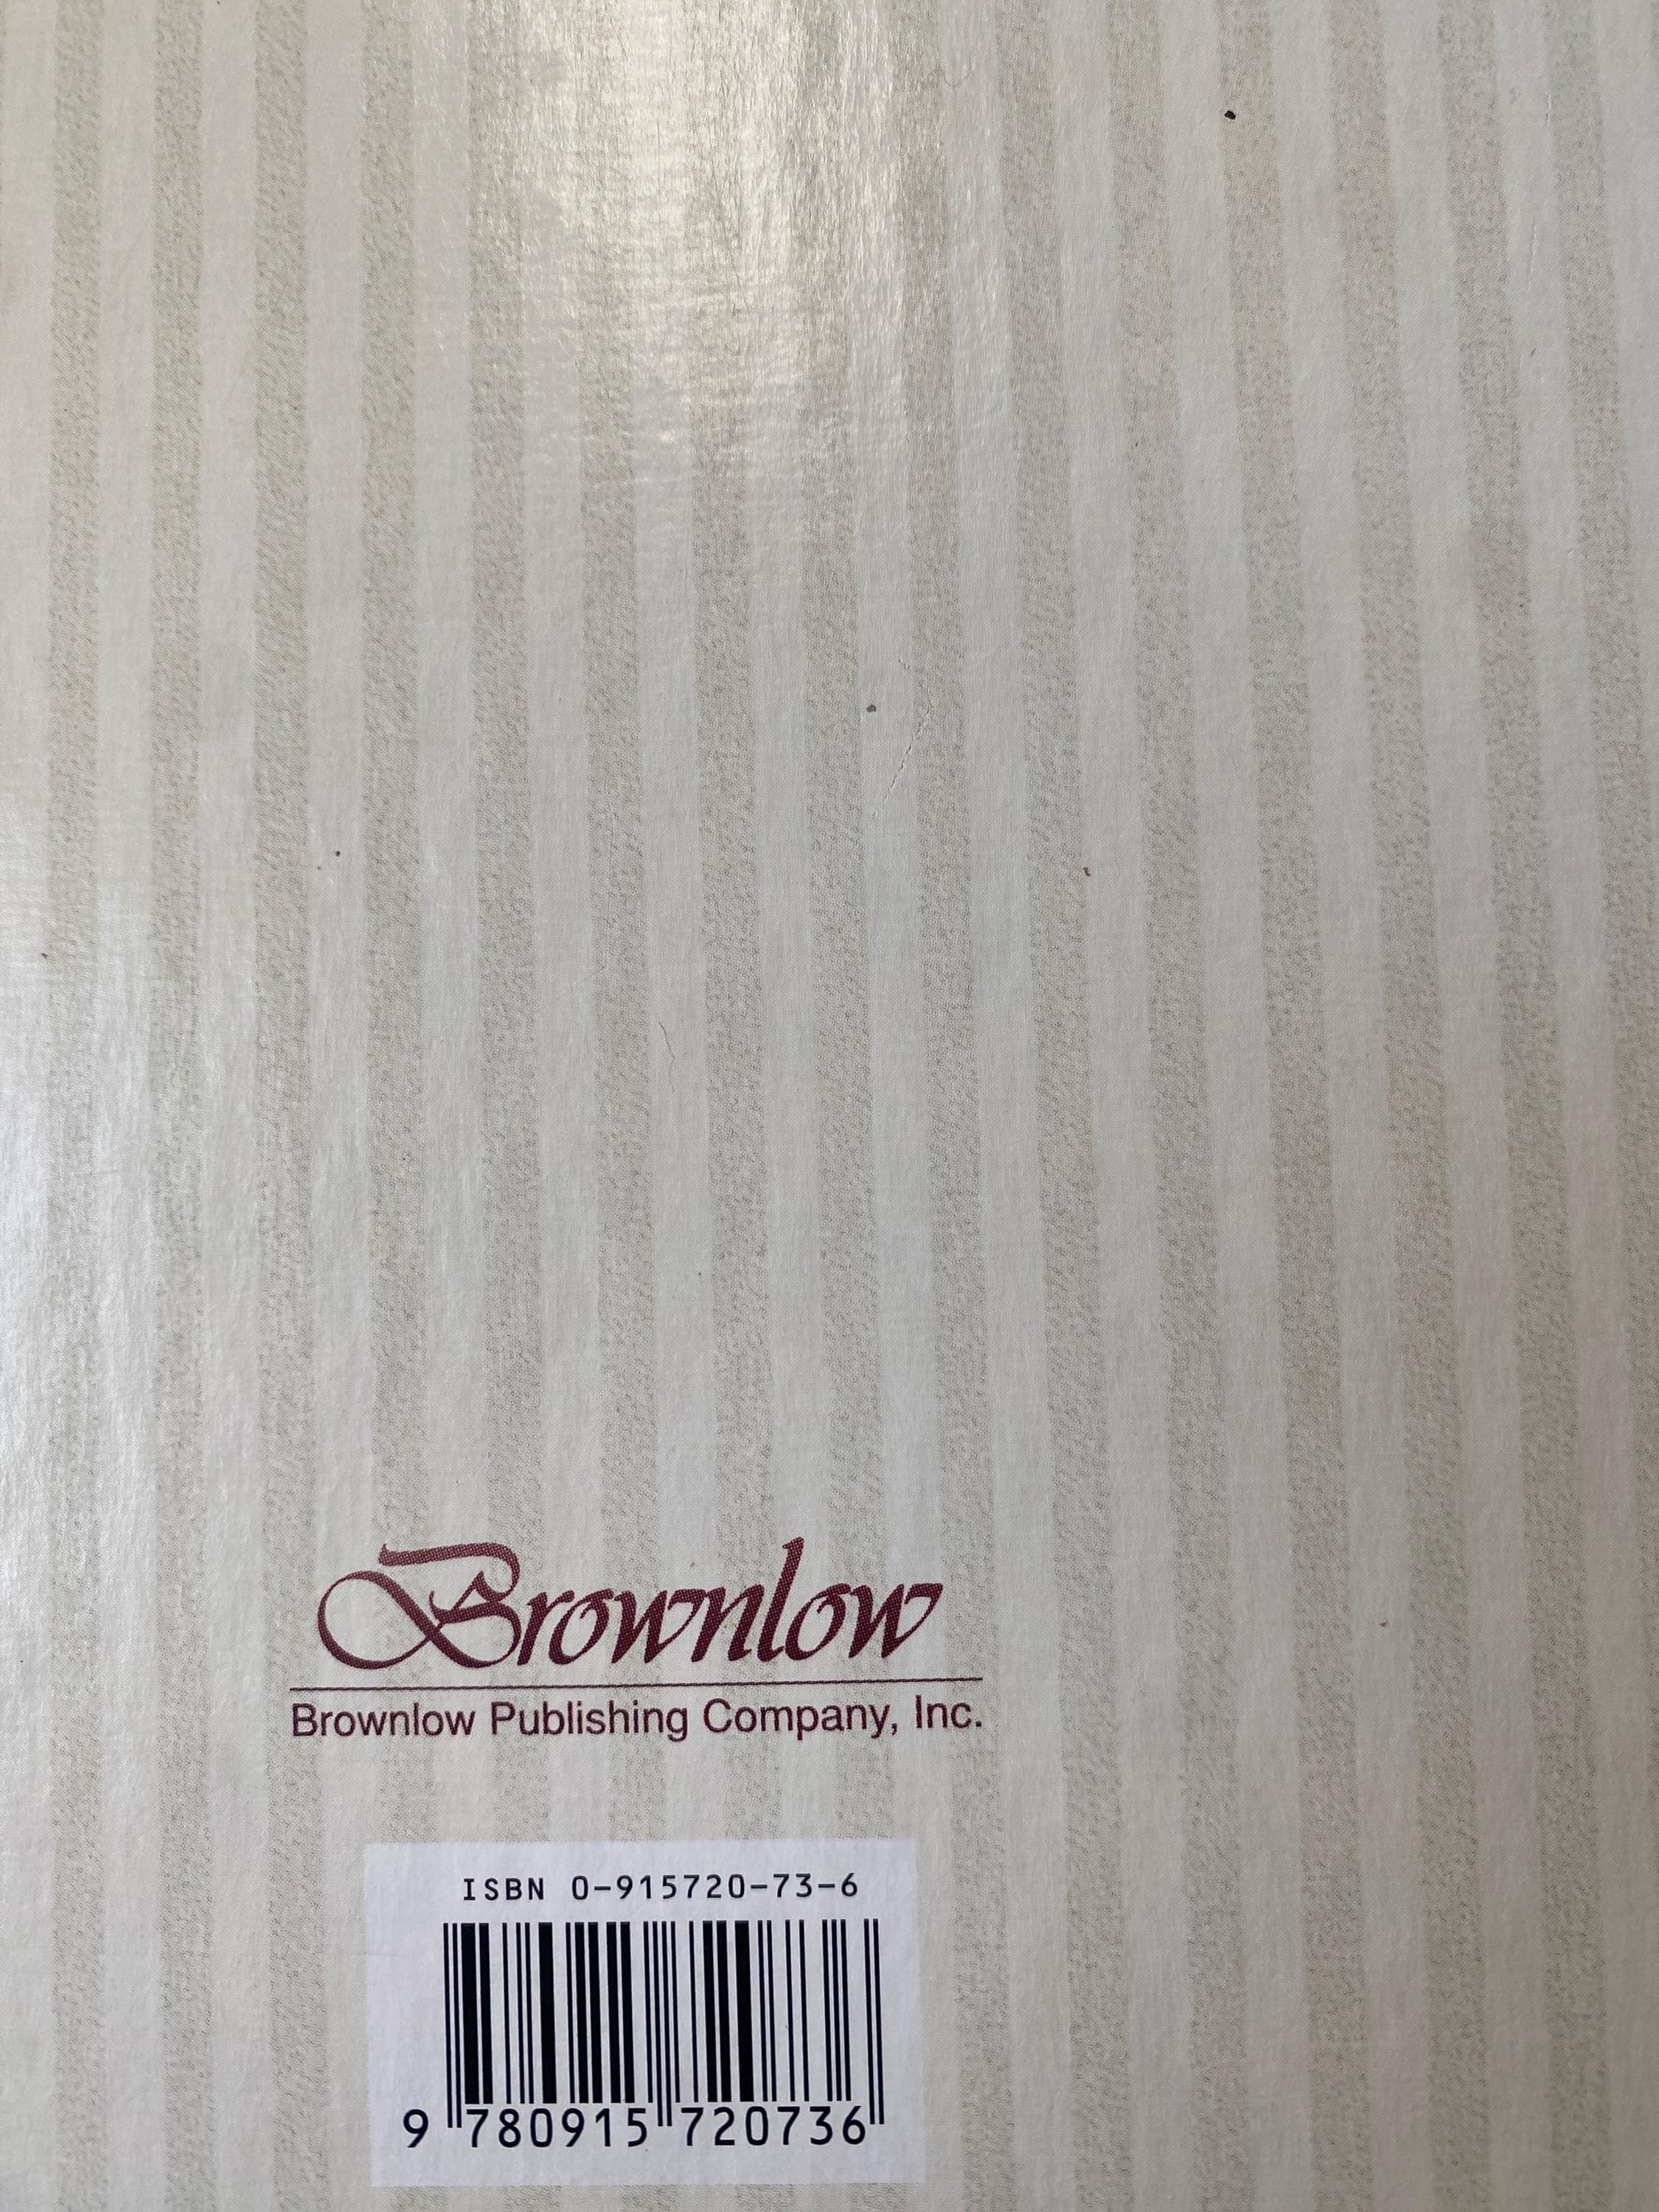 Brownlow
Brownlow Publishing Company, Inc.
ISBN 0-915720-73-6
9 780915 720736